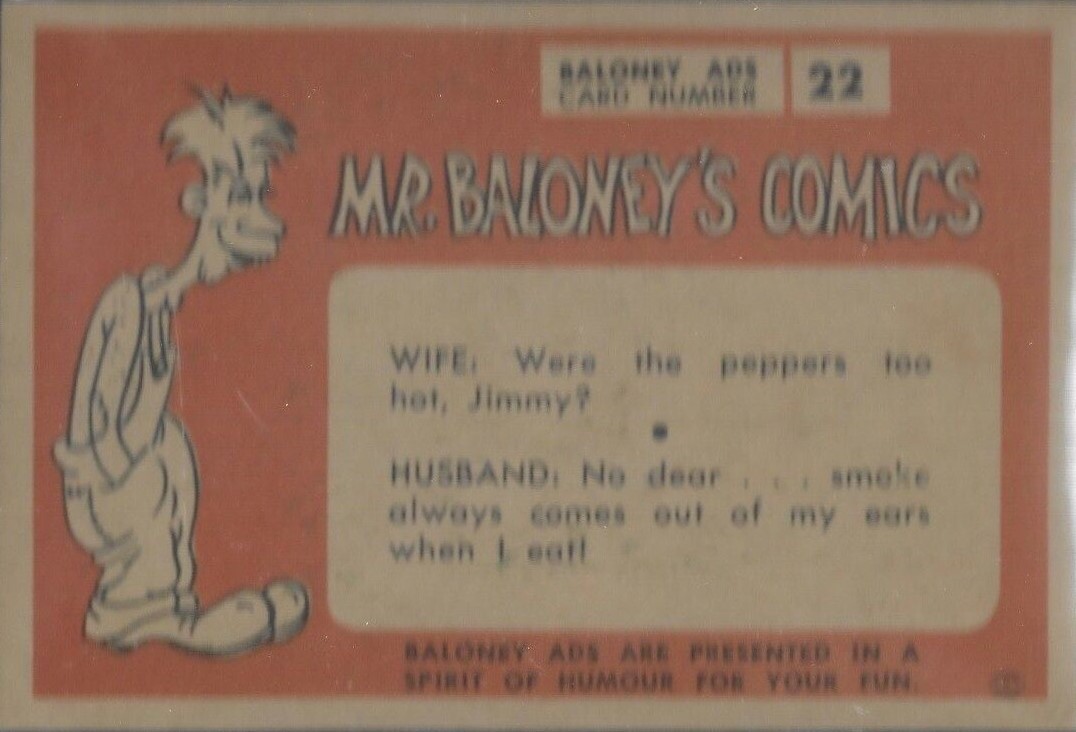 BALONEY ADS
CARD NUMBER
22
MR. BALONEY'S COMICS
WIFE: Were the peppers too
hot, Jimmy?
HUSBAND: No dear . . . smoke
always comes out of my ears
when I eat!
BALONEY ADS ARE PRESENTED IN A
SPIRIT OF HUMOUR FOR YOUR FUN.